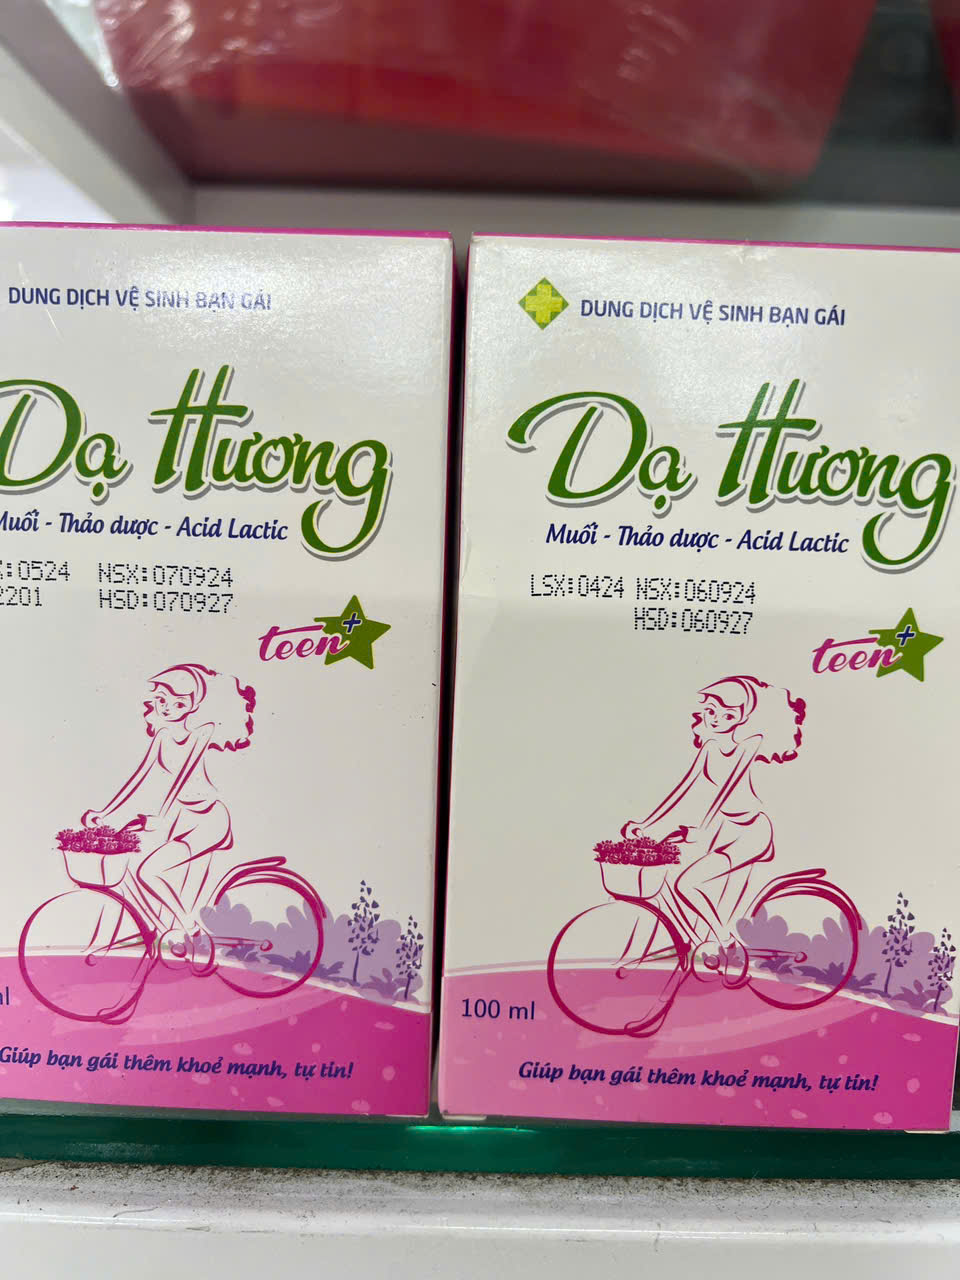 DUNG DỊCH VỆ SINH BẠN GÁI
Dạ Hương
Muối - Thảo dược - Acid Lactic
X:0524 NSX:070924
2201 HSD:070927
teen+
ml
Giúp bạn gái thêm khoẻ mạnh, tự tin!
DUNG DỊCH VỆ SINH BẠN GÁI
Dạ Hương
Muối - Thảo dược - Acid Lactic
LSX:0424 NSX:060924
HSD:060927
teen+
100 ml
Giúp bạn gái thêm khoẻ mạnh, tự tin!